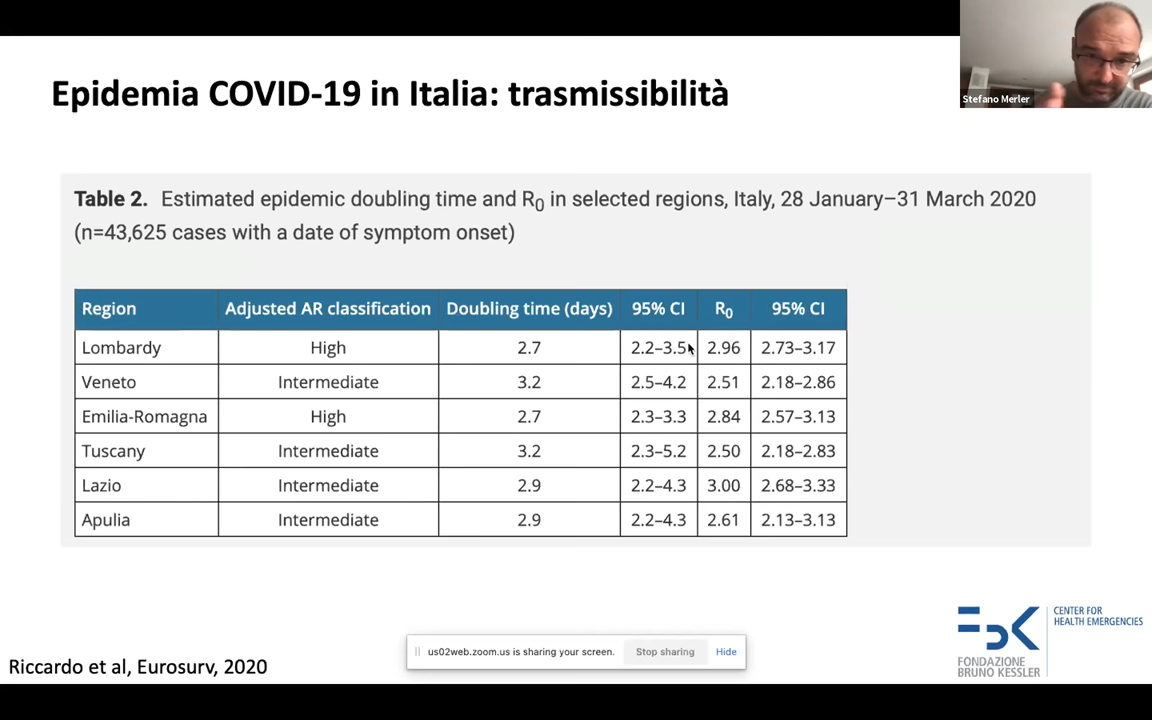 Stefano Merler
Epidemia COVID-19 in Italia: trasmissibilità
Table 2. Estimated epidemic doubling time and R0 in selected regions, Italy, 28 January–31 March 2020
(n=43,625 cases with a date of symptom onset)
Region Adjusted AR classification Doubling time (days) 95% CI R0 95% CI
Lombardy High 2.7 2.2–3.5 2.96 2.73–3.17
Veneto Intermediate 3.2 2.5–4.2 2.51 2.18–2.86
Emilia-Romagna High 2.7 2.3–3.3 2.84 2.57–3.13
Tuscany Intermediate 3.2 2.3–5.2 2.50 2.18–2.83
Lazio Intermediate 2.9 2.2–4.3 3.00 2.68–3.33
Apulia Intermediate 2.9 2.2–4.3 2.61 2.13–3.13
us02web.zoom.us is sharing your screen. Stop sharing Hide
Riccardo et al, Eurosurv, 2020
FBK
FONDAZIONE
BRUNO KESSLER
CENTER FOR
HEALTH EMERGENCIES